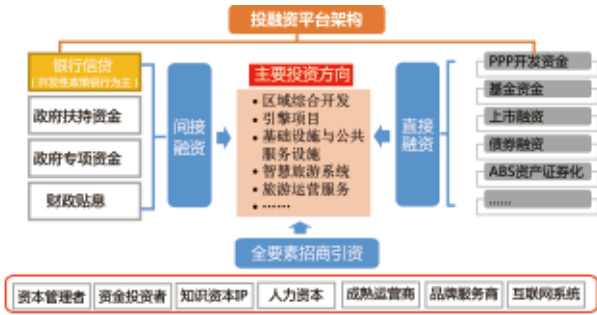 投融资平台架构
银行信贷
（开发性政策银行为主）
政府扶持资金
政府专项资金
财政贴息
间接
融资
主要投资方向
• 区域综合开发
• 引擎项目
• 基础设施与公共
服务设施
• 智慧旅游系统
• 旅游运营服务
• ······
直接
融资
PPP开发资金
基金资金
上市融资
债券融资
ABS资产证券化
......
全要素招商引资
资本管理者
资金投资者
知识资本IP
人力资本
成熟运营商
品牌服务商
互联网系统